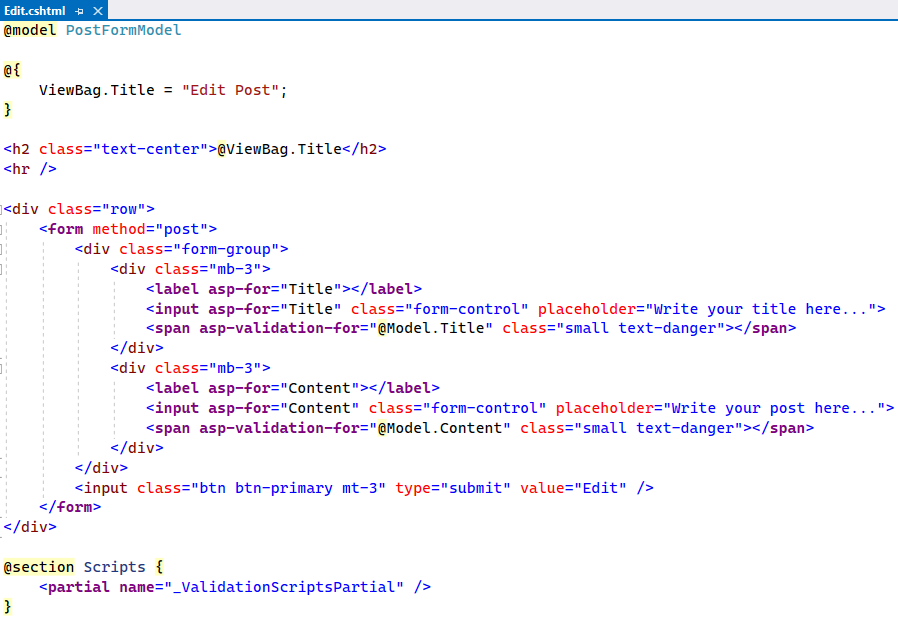 Edit.cshtml
@model PostFormModel
@{
    ViewBag.Title = "Edit Post";
}
<h2 class="text-center">@ViewBag.Title</h2>
<hr />
<div class="row">
    <form method="post">
        <div class="form-group">
            <div class="mb-3">
                <label asp-for="Title"></label>
                <input asp-for="Title" class="form-control" placeholder="Write your title here...">
                <span asp-validation-for="@Model.Title" class="small text-danger"></span>
            </div>
            <div class="mb-3">
                <label asp-for="Content"></label>
                <input asp-for="Content" class="form-control" placeholder="Write your post here...">
                <span asp-validation-for="@Model.Content" class="small text-danger"></span>
            </div>
        </div>
        <input class="btn btn-primary mt-3" type="submit" value="Edit" />
    </form>
</div>
@section Scripts {
    <partial name="_ValidationScriptsPartial" />
}